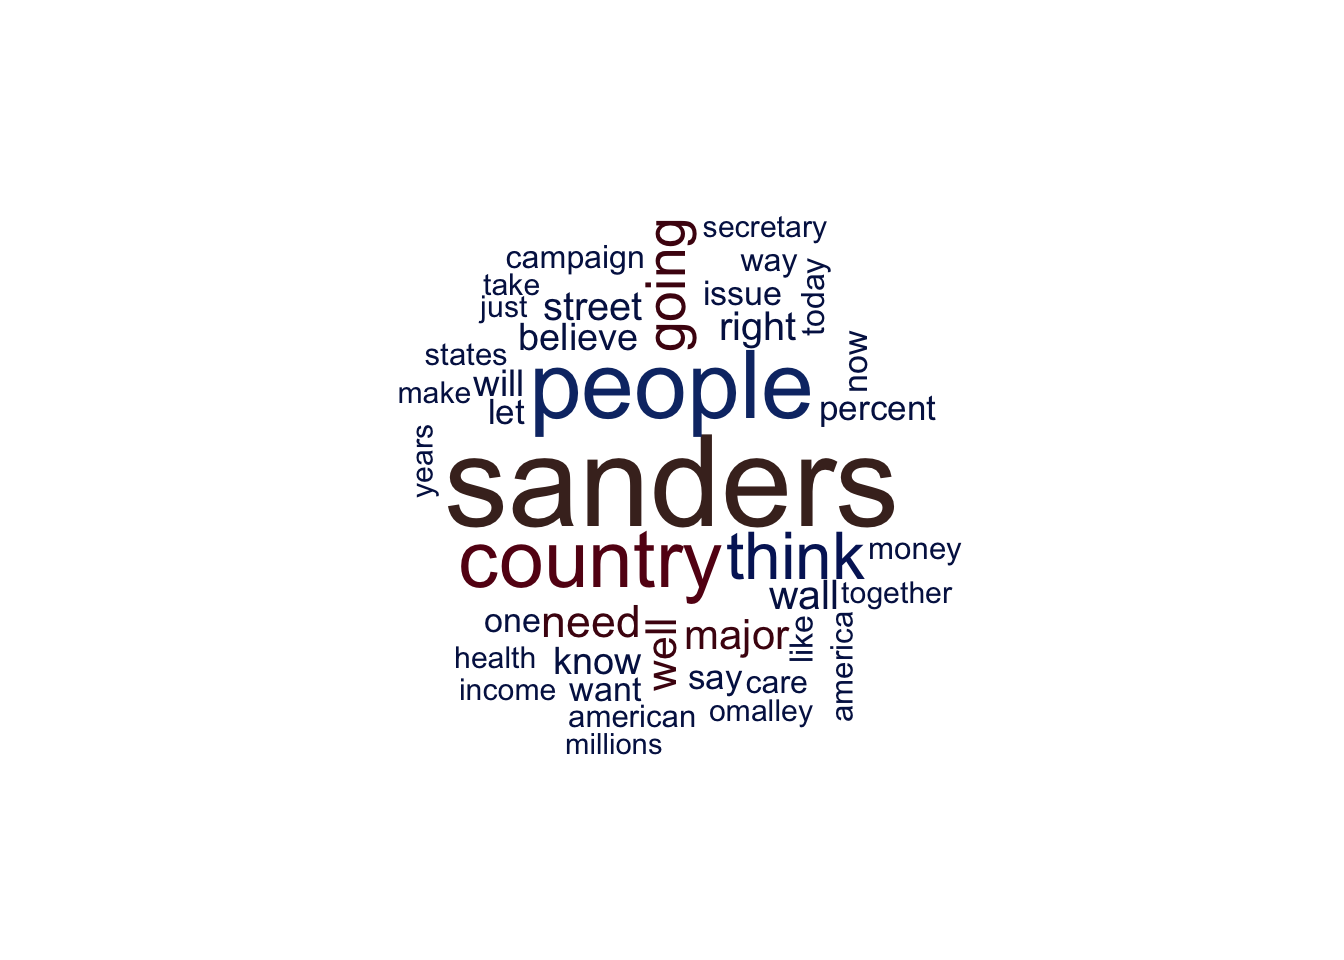 secretary
going
campaign
way
take
today
issue
just
street
right
believe
now
states
people
make
will
let
percent
years
sanders
country
think
money
wall
together
one
need
well
major
like
america
health
know
say
care
income
want
american
omalley
millions